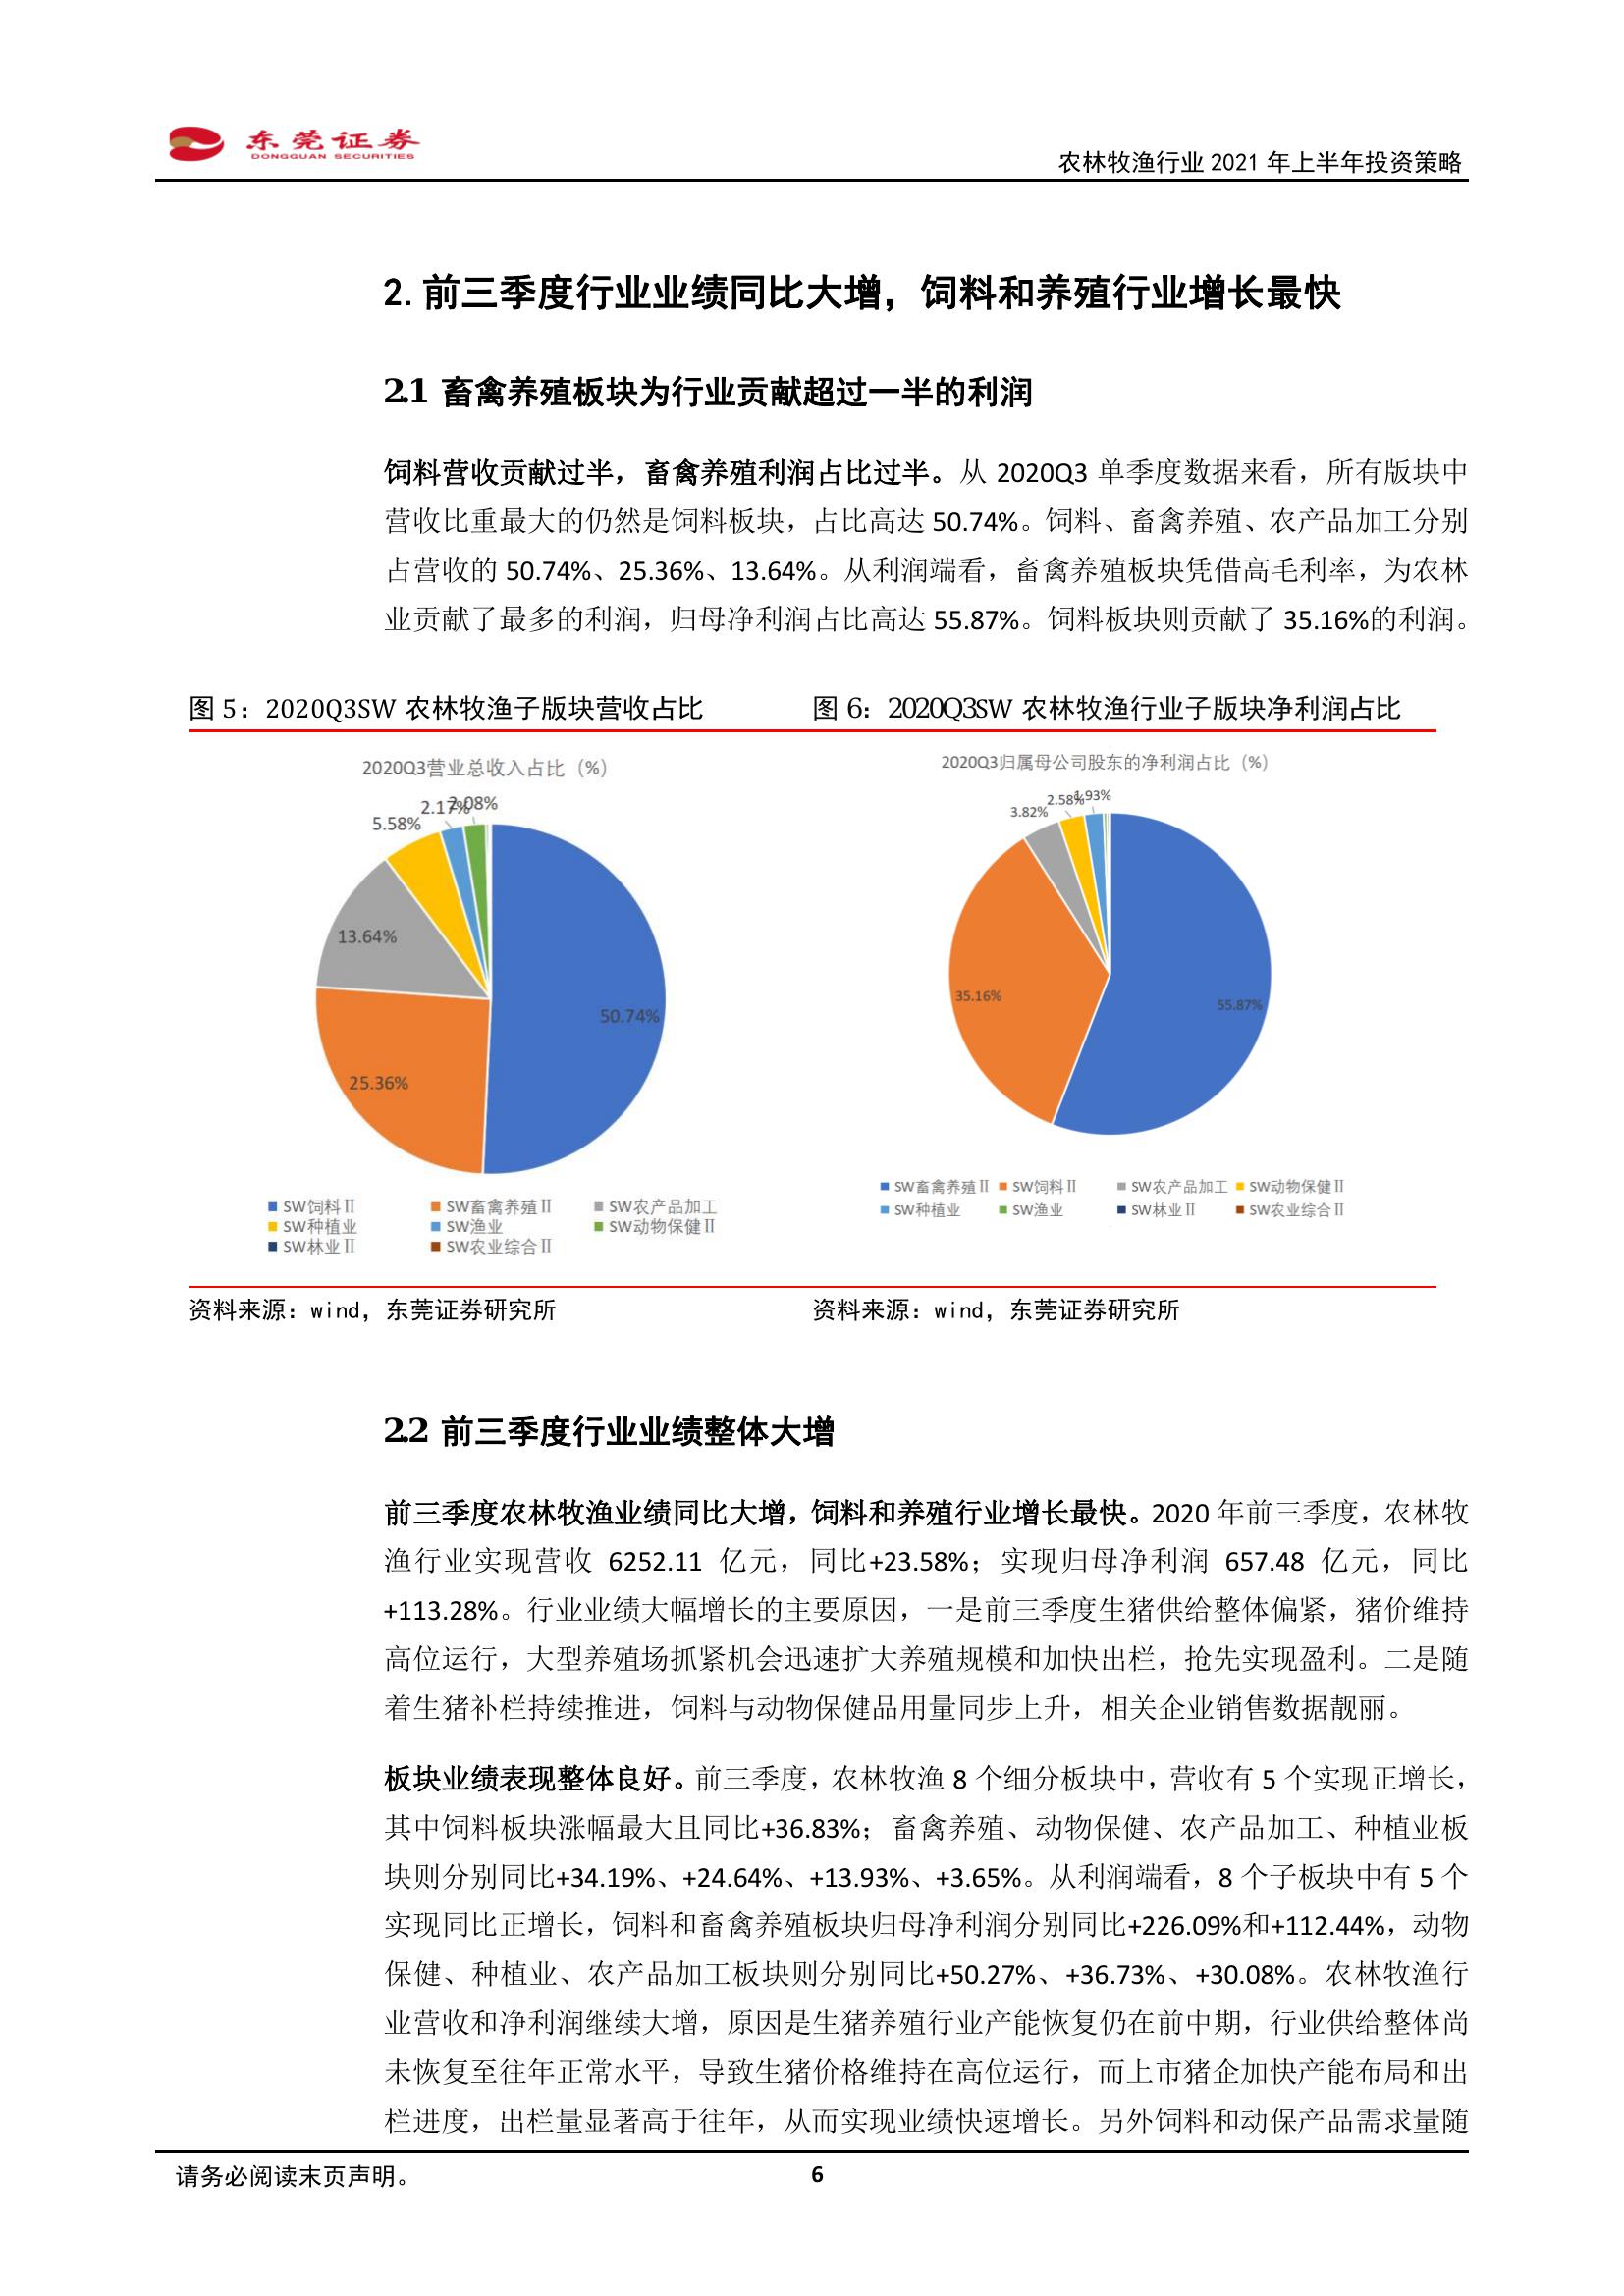 东莞证券
DONGGUAN SECURITIES
农林牧渔行业 2021 年上半年投资策略
2. 前三季度行业业绩同比大增，饲料和养殖行业增长最快
2.1 畜禽养殖板块为行业贡献超过一半的利润
饲料营收贡献过半，畜禽养殖利润占比过半。从 2020Q3 单季度数据来看，所有版块中
营收比重最大的仍然是饲料板块，占比高达 50.74%。饲料、畜禽养殖、农产品加工分别
占营收的 50.74%、25.36%、13.64%。从利润端看，畜禽养殖板块凭借高毛利率，为农林
业贡献了最多的利润，归母净利润占比高达 55.87%。饲料板块则贡献了 35.16%的利润。
图 5：2020Q3SW 农林牧渔子版块营收占比
2020Q3营业总收入占比（%）
2.17%
2.08%
5.58%
13.64%
50.74%
25.36%
SW饲料Ⅱ SW畜禽养殖Ⅱ SW农产品加工
SW种植业 SW渔业 SW动物保健Ⅱ
SW林业Ⅱ SW农业综合Ⅱ
资料来源：wind，东莞证券研究所
图 6：2020Q3SW 农林牧渔行业子版块净利润占比
2020Q3归属母公司股东的净利润占比（%）
1.93%
2.58%
3.82%
35.16%
55.87%
SW畜禽养殖Ⅱ SW饲料Ⅱ SW农产品加工 SW动物保健Ⅱ
SW种植业 SW渔业 SW林业Ⅱ SW农业综合Ⅱ
资料来源：wind，东莞证券研究所
2.2 前三季度行业业绩整体大增
前三季度农林牧渔业绩同比大增，饲料和养殖行业增长最快。2020 年前三季度，农林牧
渔行业实现营收 6252.11 亿元，同比+23.58%；实现归母净利润 657.48 亿元，同比
+113.28%。行业业绩大幅增长的主要原因，一是前三季度生猪供给整体偏紧，猪价维持
高位运行，大型养殖场抓紧机会迅速扩大养殖规模和加快出栏，抢先实现盈利。二是随
着生猪补栏持续推进，饲料与动物保健品用量同步上升，相关企业销售数据靓丽。
板块业绩表现整体良好。前三季度，农林牧渔 8 个细分板块中，营收有 5 个实现正增长，
其中饲料板块涨幅最大且同比+36.83%；畜禽养殖、动物保健、农产品加工、种植业板
块则分别同比+34.19%、+24.64%、+13.93%、+3.65%。从利润端看，8 个子板块中有 5 个
实现同比正增长，饲料和畜禽养殖板块归母净利润分别同比+226.09%和+112.44%，动物
保健、种植业、农产品加工板块则分别同比+50.27%、+36.73%、+30.08%。农林牧渔行
业营收和净利润继续大增，原因是生猪养殖行业产能恢复仍在前中期，行业供给整体尚
未恢复至往年正常水平，导致生猪价格维持在高位运行，而上市猪企加快产能布局和出
栏进度，出栏量显著高于往年，从而实现业绩快速增长。另外饲料和动保产品需求量随
请务必阅读末页声明。
6